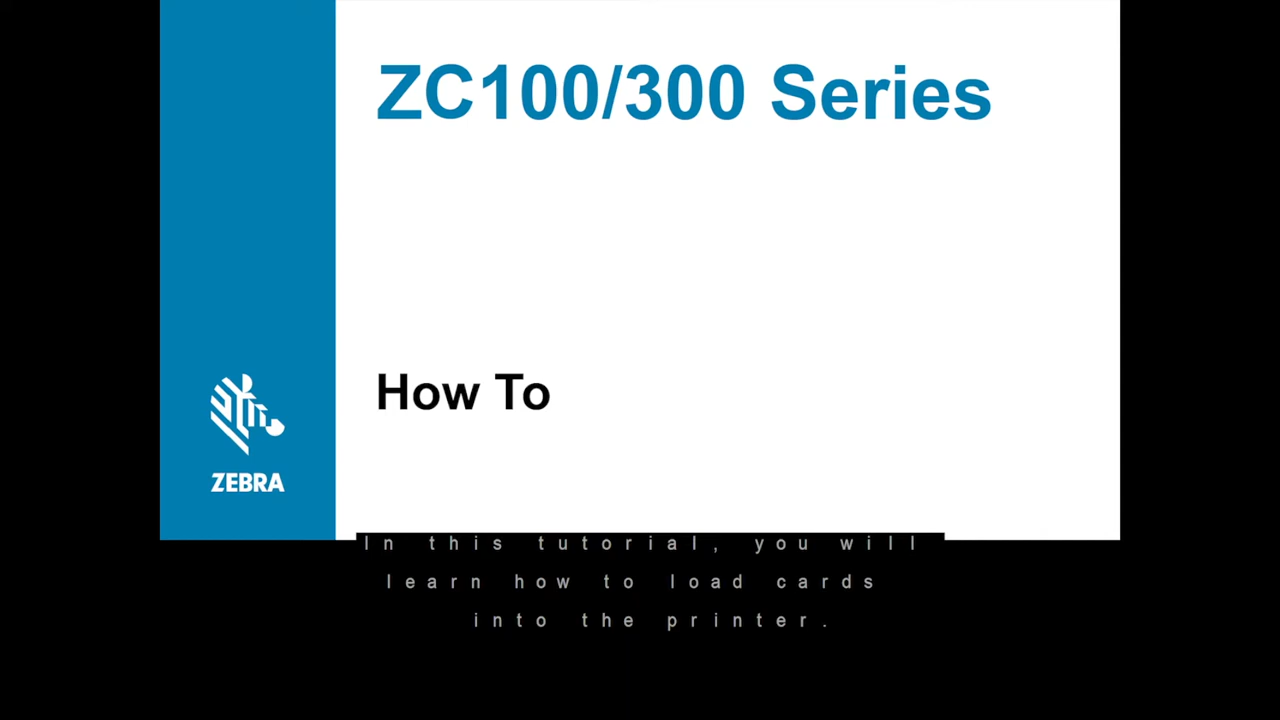 ZC100/300 Series
How To
ZEBRA
In this tutorial, you will
learn how to load cards
into the printer.